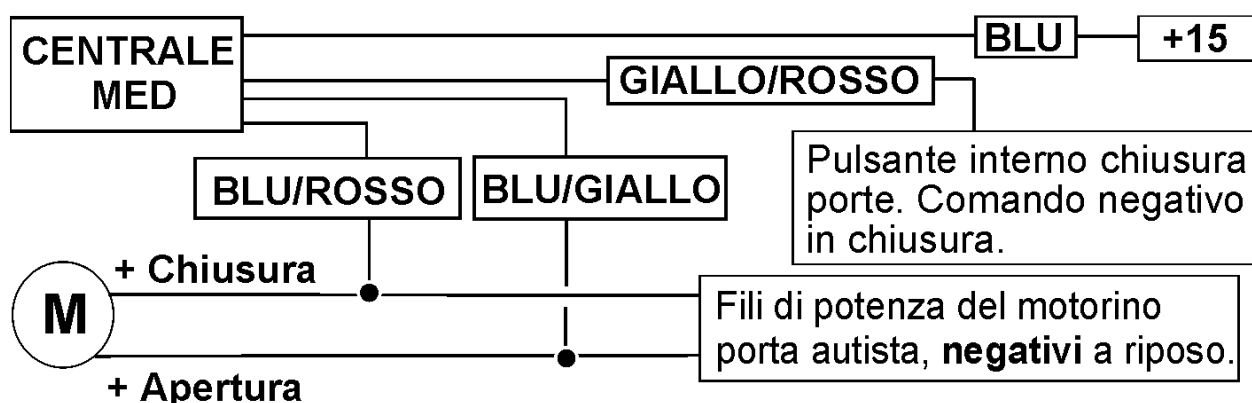 CENTRALE
MED
BLU
+15
GIALLO/ROSSO
BLU/ROSSO
BLU/GIALLO
Pulsante interno chiusura
porte. Comando negativo
in chiusura.
+ Chiusura
M
Fili di potenza del motorino
porta autista, negativi a riposo.
+ Apertura